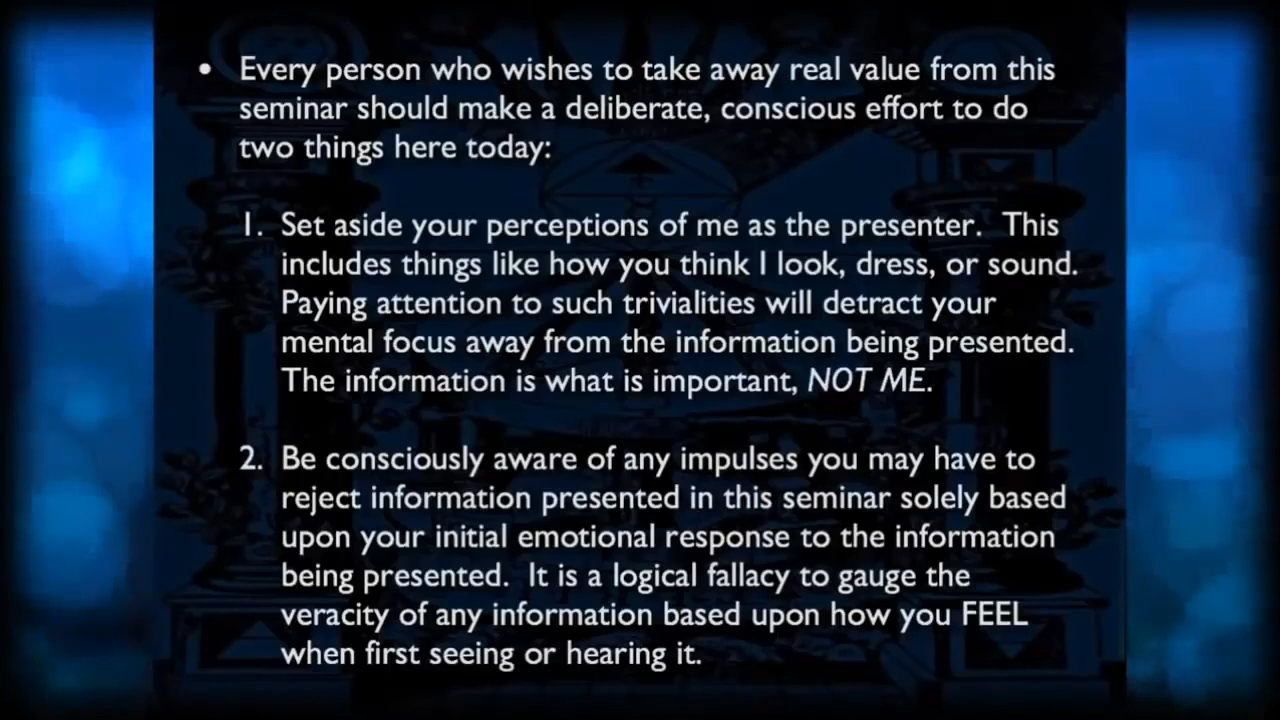 • Every person who wishes to take away real value from this
seminar should make a deliberate, conscious effort to do
two things here today:
1. Set aside your perceptions of me as the presenter. This
includes things like how you think I look, dress, or sound.
Paying attention to such trivialities will detract your
mental focus away from the information being presented.
The information is what is important, NOT ME.
2. Be consciously aware of any impulses you may have to
reject information presented in this seminar solely based
upon your initial emotional response to the information
being presented. It is a logical fallacy to gauge the
veracity of any information based upon how you FEEL
when first seeing or hearing it.